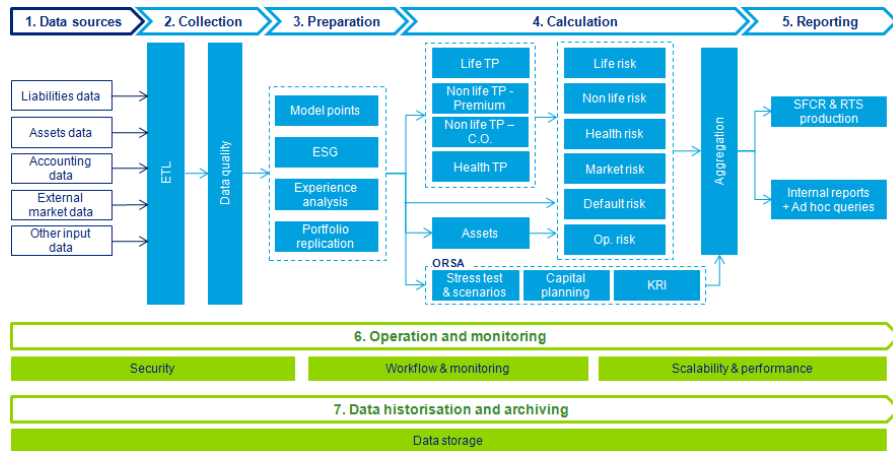 1. Data sources
2. Collection
3. Preparation
4. Calculation
5. Reporting
Liabilities data
Assets data
Accounting
data
External
market data
Other input
data
ETL
Data quality
Model points
ESG
Experience
analysis
Portfolio
replication
Life TP
Non life TP -
Premium
Non life TP –
C.O.
Health TP
Assets
Life risk
Non life risk
Health risk
Market risk
Default risk
Op. risk
ORSA
Stress test
& scenarios
Capital
planning
KRI
Aggregation
SFCR & RTS
production
Internal reports
+ Ad hoc queries
6. Operation and monitoring
Security
Workflow & monitoring
Scalability & performance
7. Data historisation and archiving
Data storage